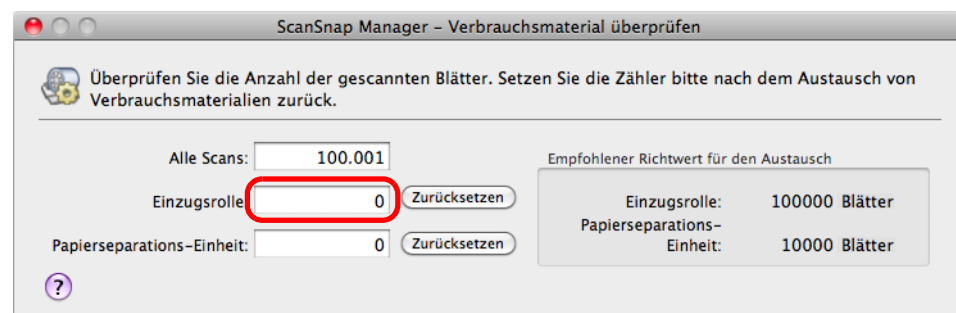 ScanSnap Manager – Verbrauchsmaterial überprüfen
Überprüfen Sie die Anzahl der gescannten Blätter. Setzen Sie die Zähler bitte nach dem Austausch von
Verbrauchsmaterialien zurück.
Alle Scans: 100.001
Einzugsrolle 0 Zurücksetzen
Papierseparations-Einheit: 0 Zurücksetzen
Empfohlener Richtwert für den Austausch
Einzugsrolle: 100000 Blätter
Papierseparations-
Einheit: 10000 Blätter
?